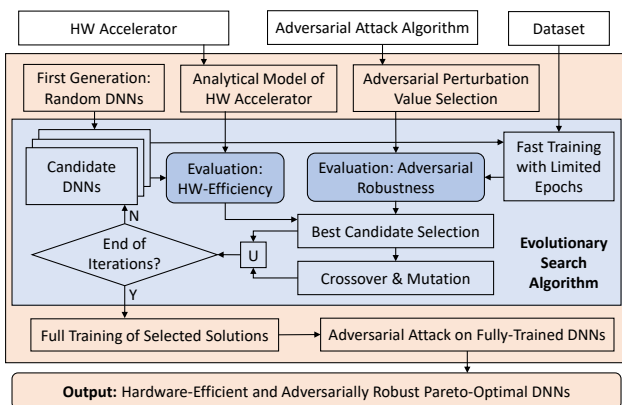 HW Accelerator
Adversarial Attack Algorithm
Dataset
First Generation:
Random DNNs
Analytical Model of
HW Accelerator
Adversarial Perturbation
Value Selection
Candidate
DNNs
Evaluation:
HW-Efficiency
Evaluation: Adversarial
Robustness
Fast Training
with Limited
Epochs
N
Best Candidate Selection
End of
Iterations?
U
Crossover & Mutation
Evolutionary
Search
Algorithm
Y
Full Training of Selected Solutions
Adversarial Attack on Fully-Trained DNNs
Output: Hardware-Efficient and Adversarially Robust Pareto-Optimal DNNs